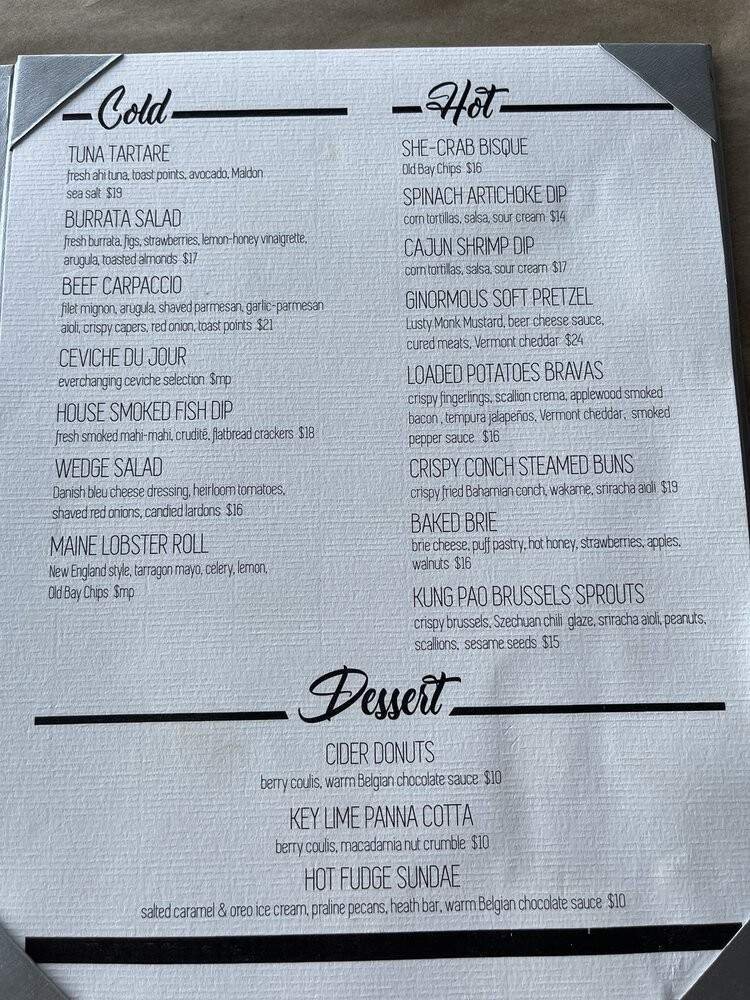 Cold
TUNA TARTARE
fresh ahi tuna, toast points, avocado, Maldon
sea salt $19
BURRATA SALAD
fresh burrata, figs, strawberries, lemon-honey vinaigrette,
arugula, toasted almonds $17
BEEF CARPACCIO
filet mignon, arugula, shaved parmesan, garlic-parmesan
aioli, crispy capers, red onion, toast points $21
CEVICHE DU JOUR
everchanging ceviche selection $mp
HOUSE SMOKED FISH DIP
fresh smoked mahi-mahi, crudité, flatbread crackers $18
WEDGE SALAD
Danish bleu cheese dressing, heirloom tomatoes,
shaved red onions, candied lardons $16
MAINE LOBSTER ROLL
New England style, tarragon mayo, celery, lemon,
Old Bay Chips $mp
Hot
SHE-CRAB BISQUE
Old Bay Chips $16
SPINACH ARTICHOKE DIP
corn tortillas, salsa, sour cream $14
CAJUN SHRIMP DIP
corn tortillas, salsa, sour cream $17
GINORMOUS SOFT PRETZEL
Lusty Monk Mustard, beer cheese sauce,
cured meats, Vermont cheddar $24
LOADED POTATOES BRAVAS
crispy fingerlings, scallion crema, applewood smoked
bacon , tempura jalapeños, Vermont cheddar, smoked
pepper sauce $16
CRISPY CONCH STEAMED BUNS
crispy fried Bahamian conch, wakame, sriracha aioli $19
BAKED BRIE
brie cheese, puff pastry, hot honey, strawberries, apples,
walnuts $16
KUNG PAO BRUSSELS SPROUTS
crispy brussels, Szechuan chili glaze, sriracha aioli, peanuts,
scallions, sesame seeds $15
Dessert
CIDER DONUTS
berry coulis, warm Belgian chocolate sauce $10
KEY LIME PANNA COTTA
berry coulis, macadamia nut crumble $10
HOT FUDGE SUNDAE
salted caramel & oreo ice cream, praline pecans, heath bar, warm Belgian chocolate sauce $10